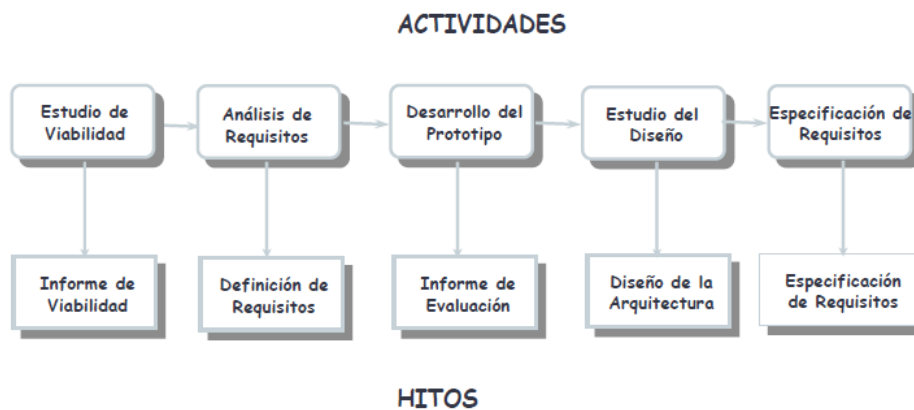 ACTIVIDADES
Estudio de
Viabilidad
Análisis de
Requisitos
Desarrollo del
Prototipo
Estudio del
Diseño
Especificación de
Requisitos
Informe de
Viabilidad
Definición de
Requisitos
Informe de
Evaluación
Diseño de la
Arquitectura
Especificación
de Requisitos
HITOS